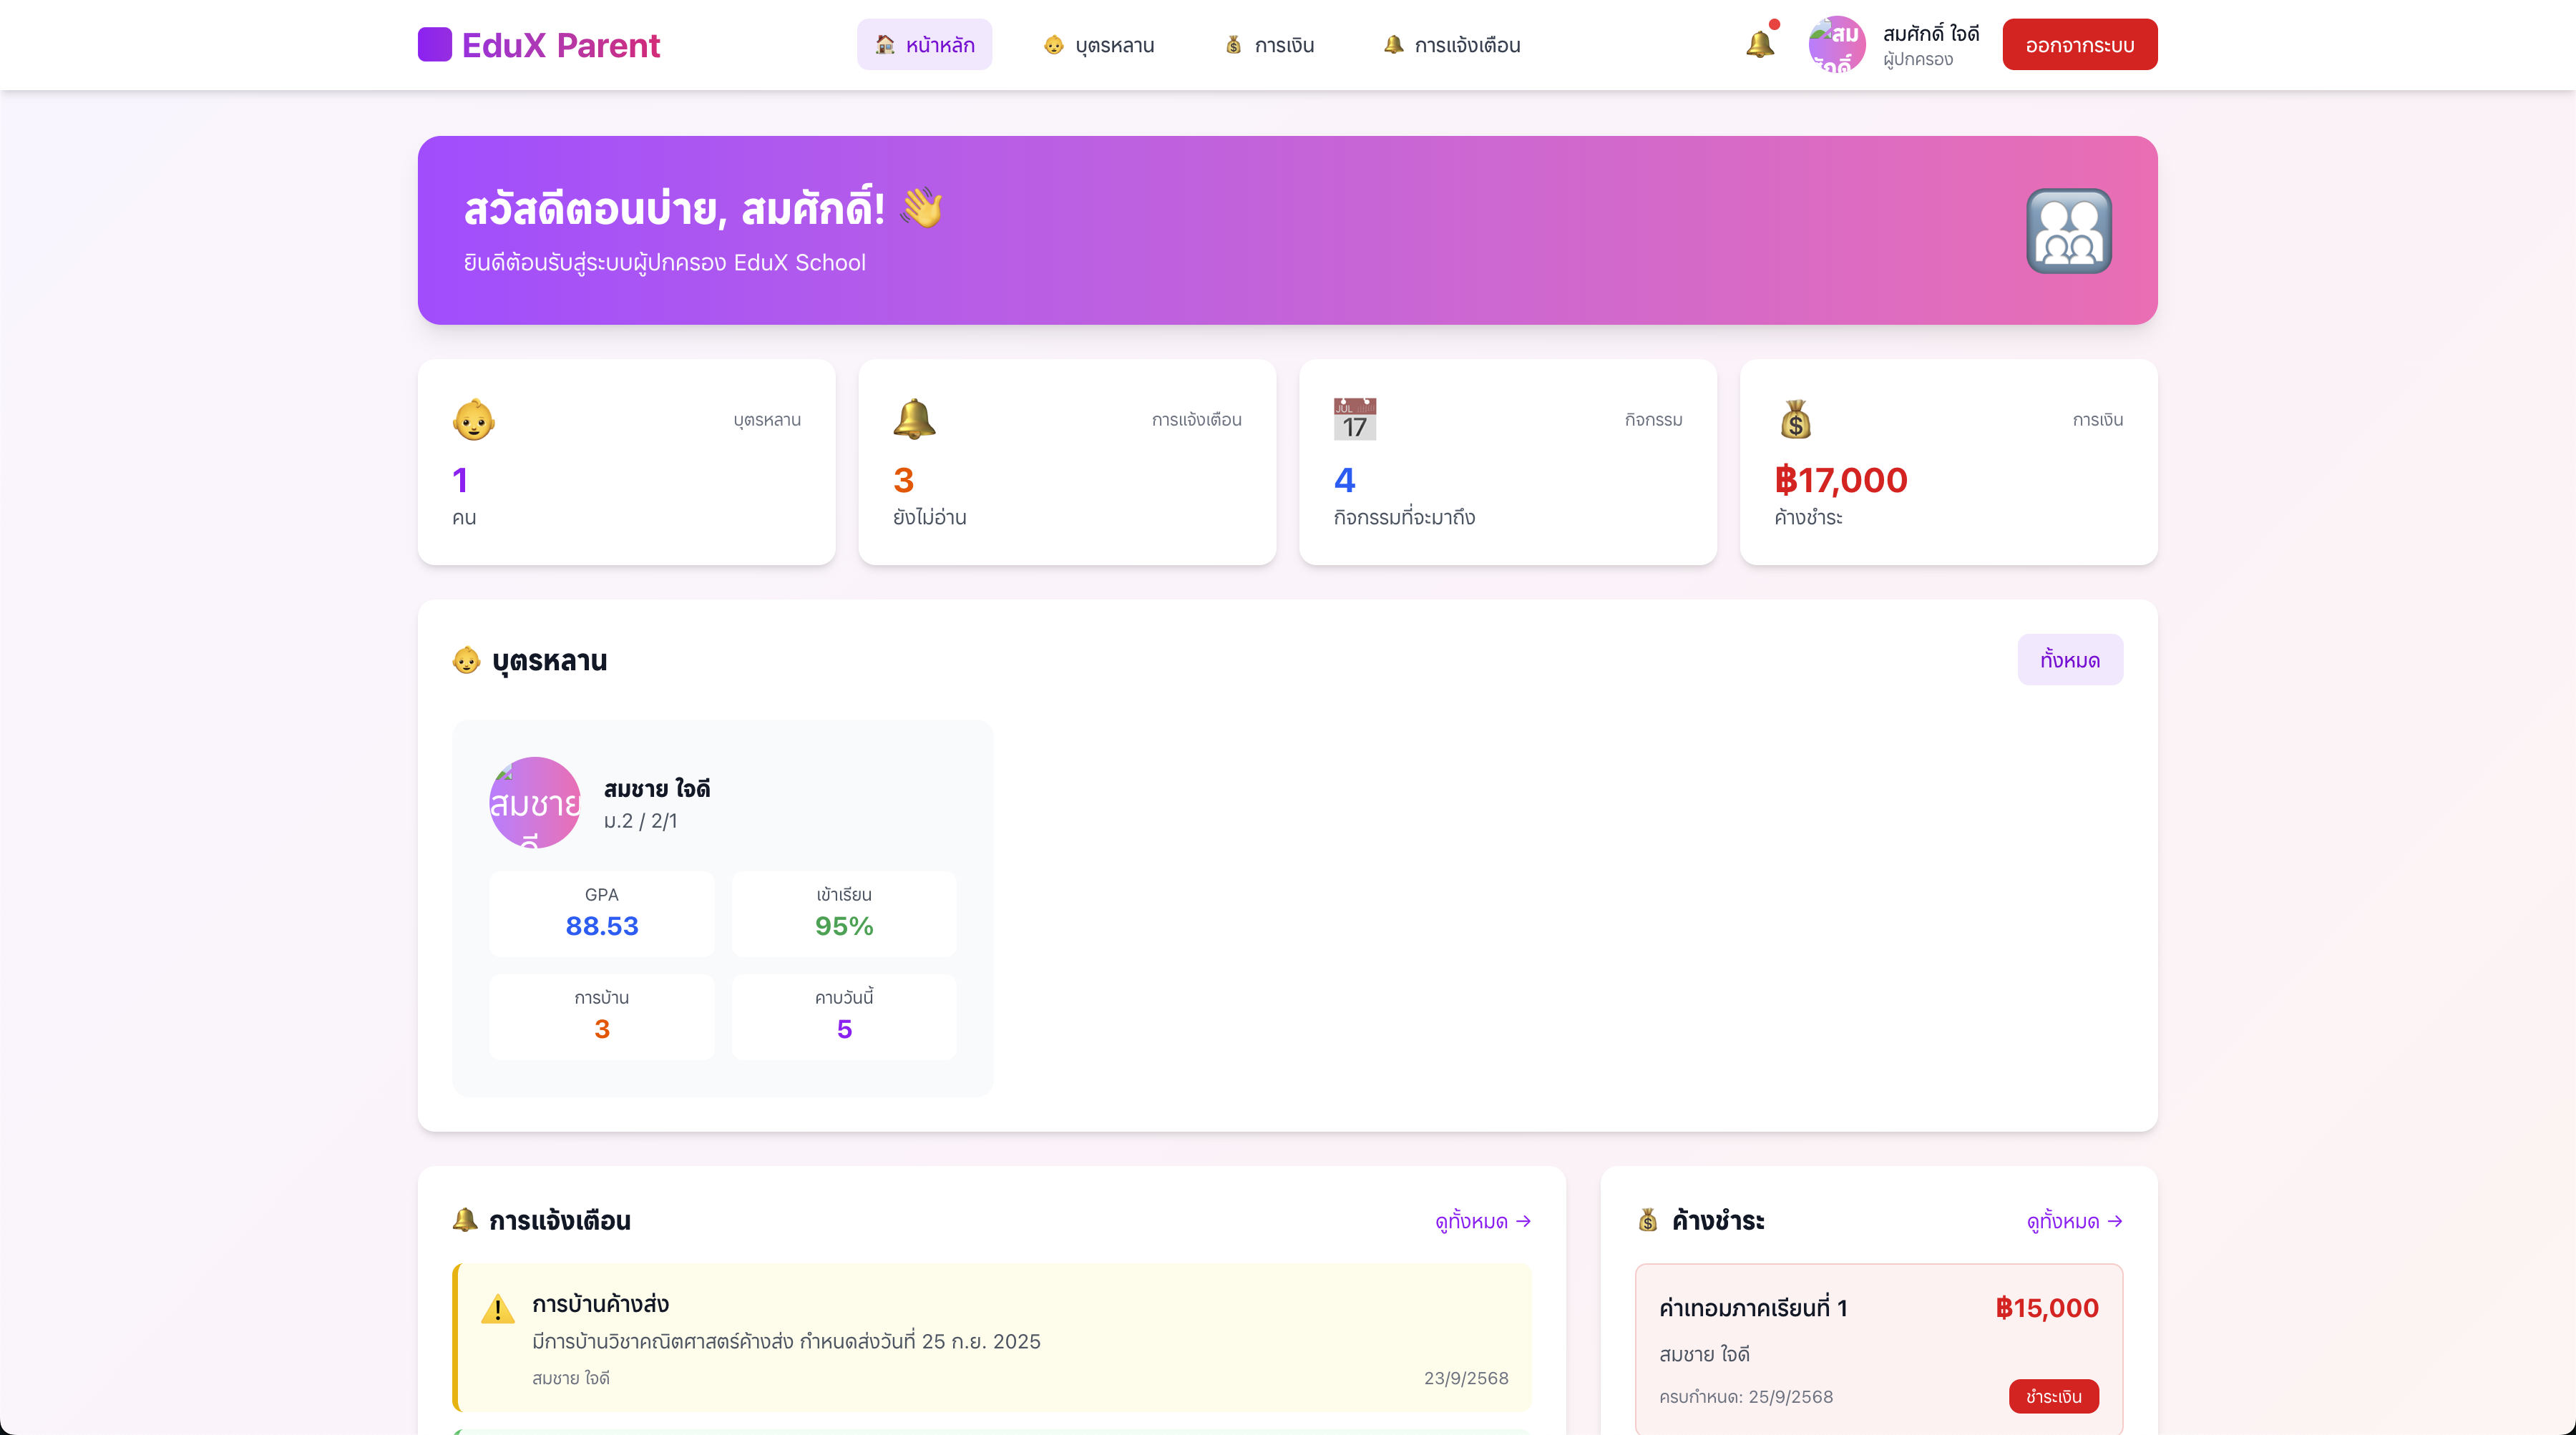 EduX Parent
หน้าหลัก
บุตรหลาน
การเงิน
การแจ้งเตือน
สมศักดิ์
สมศักดิ์ ใจดี
ผู้ปกครอง
ออกจากระบบ
สวัสดีตอนบ่าย, สมศักดิ์!
ยินดีต้อนรับสู่ระบบผู้ปกครอง EduX School
บุตรหลาน
1
คน
การแจ้งเตือน
3
ยังไม่อ่าน
JUL
17
กิจกรรม
4
กิจกรรมที่จะมาถึง
การเงิน
฿17,000
ค้างชำระ
บุตรหลาน
ทั้งหมด
สมชาย
สมชาย ใจดี
ม.2 / 2/1
GPA
88.53
เข้าเรียน
95%
การบ้าน
3
คาบวันนี้
5
การแจ้งเตือน
ดูทั้งหมด →
การบ้านค้างส่ง
มีการบ้านวิชาคณิตศาสตร์ค้างส่ง กำหนดส่งวันที่ 25 ก.ย. 2025
สมชาย ใจดี
23/9/2568
ค้างชำระ
ดูทั้งหมด →
ค่าเทอมภาคเรียนที่ 1
฿15,000
สมชาย ใจดี
ครบกำหนด: 25/9/2568
ชำระเงิน